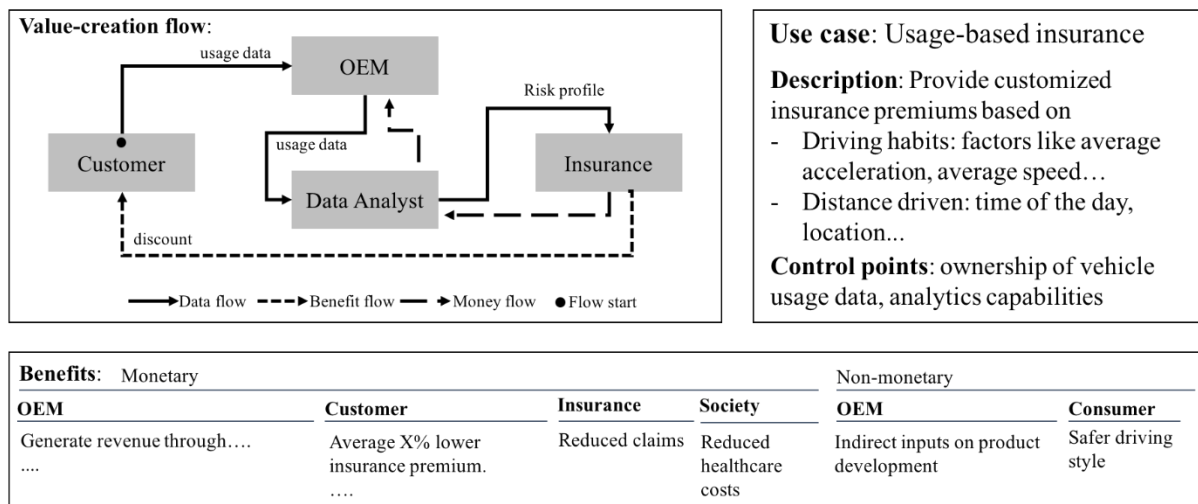 Value-creation flow:
usage data
OEM
Risk profile
usage data
Customer
Insurance
Data Analyst
discount
Data flow
Benefit flow
Money flow
Flow start
Use case: Usage-based insurance
Description: Provide customized
insurance premiums based on
- Driving habits: factors like average
acceleration, average speed…
- Distance driven: time of the day,
location...
Control points: ownership of vehicle
usage data, analytics capabilities
Benefits: Monetary
Non-monetary
OEM
Customer
Insurance
Society
OEM
Consumer
Generate revenue through….
....
Average X% lower
insurance premium.
….
Reduced claims
Reduced
healthcare
costs
Indirect inputs on product
development
Safer driving
style